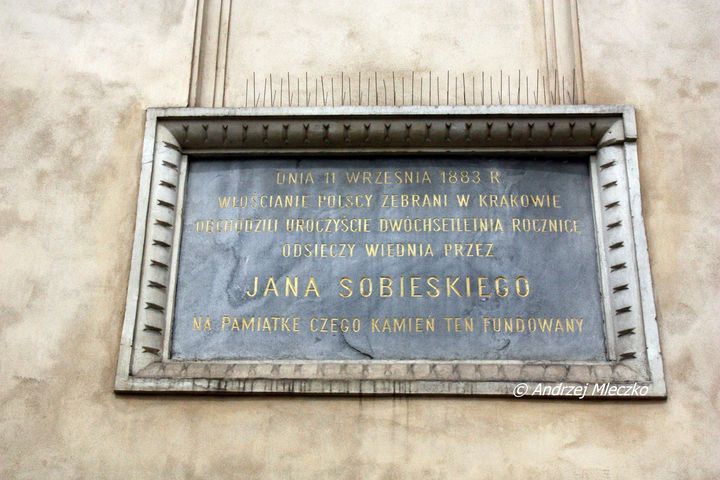 DNIA 11 WRZEŚNIA 1883 R.
WŁOŚCIANIE POLSCY ZEBRANI W KRAKOWIE
OBCHODZILI UROCZYŚCIE DWÓCHSETLETNIĄ ROCZNICĘ
ODSIECZY WIEDNIA PRZEZ
JANA SOBIESKIEGO
NA PAMIATKE CZEGO KAMIEŃ TEN FUNDOWANY
© Andrzej Mleczko